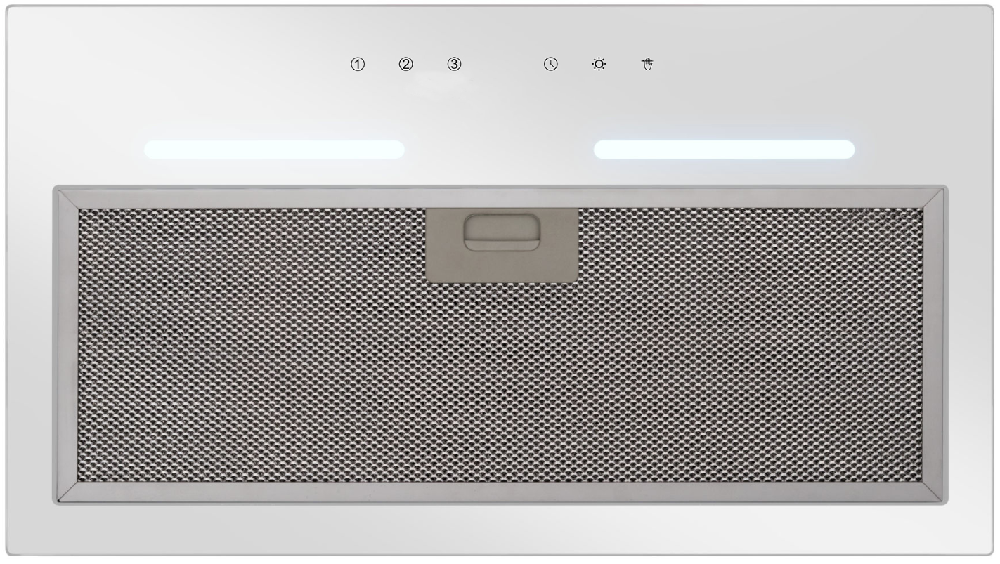 ① ② ③